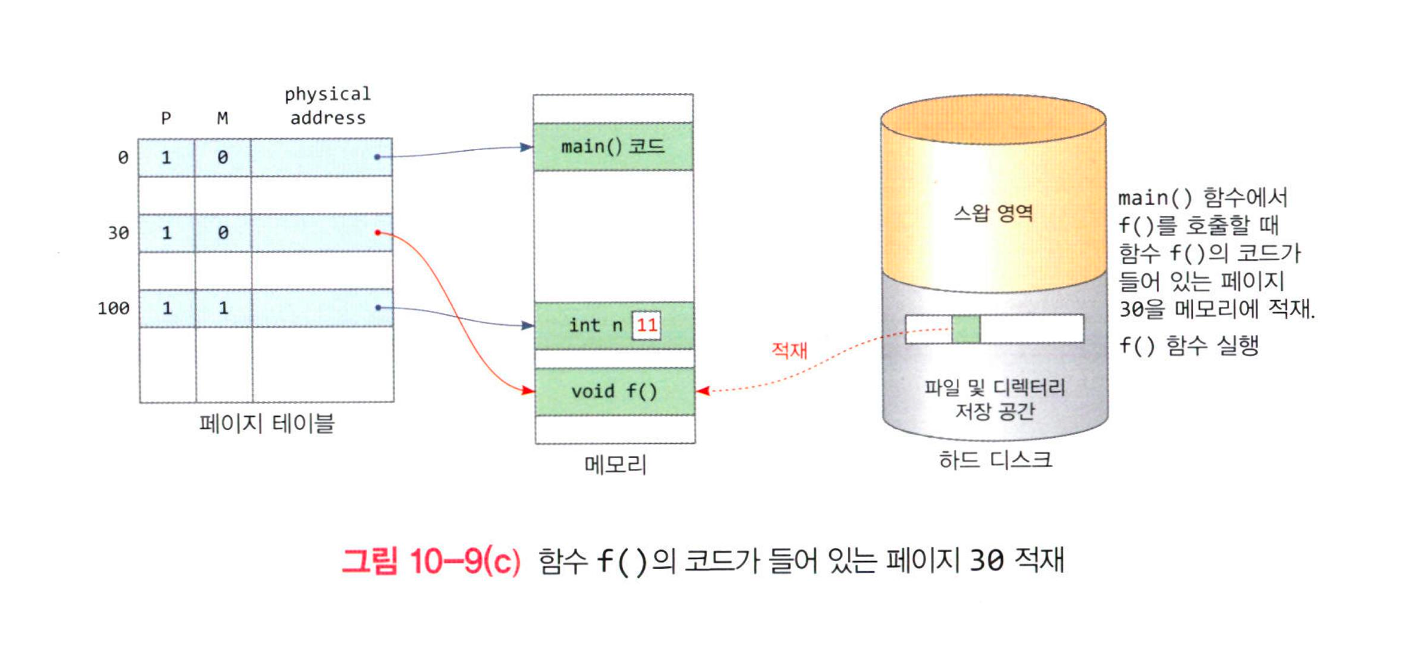 physical
P M address
0 1 0
30 1 0
100 1 1
페이지 테이블
main() 코드
int n 11
void f()
메모리
적재
스왑 영역
파일 및 디렉터리
저장 공간
하드 디스크
main() 함수에서
f()를 호출할 때
함수 f()의 코드가
들어 있는 페이지
30을 메모리에 적재.
f() 함수 실행
그림 10-9(c) 함수 f()의 코드가 들어 있는 페이지 30 적재